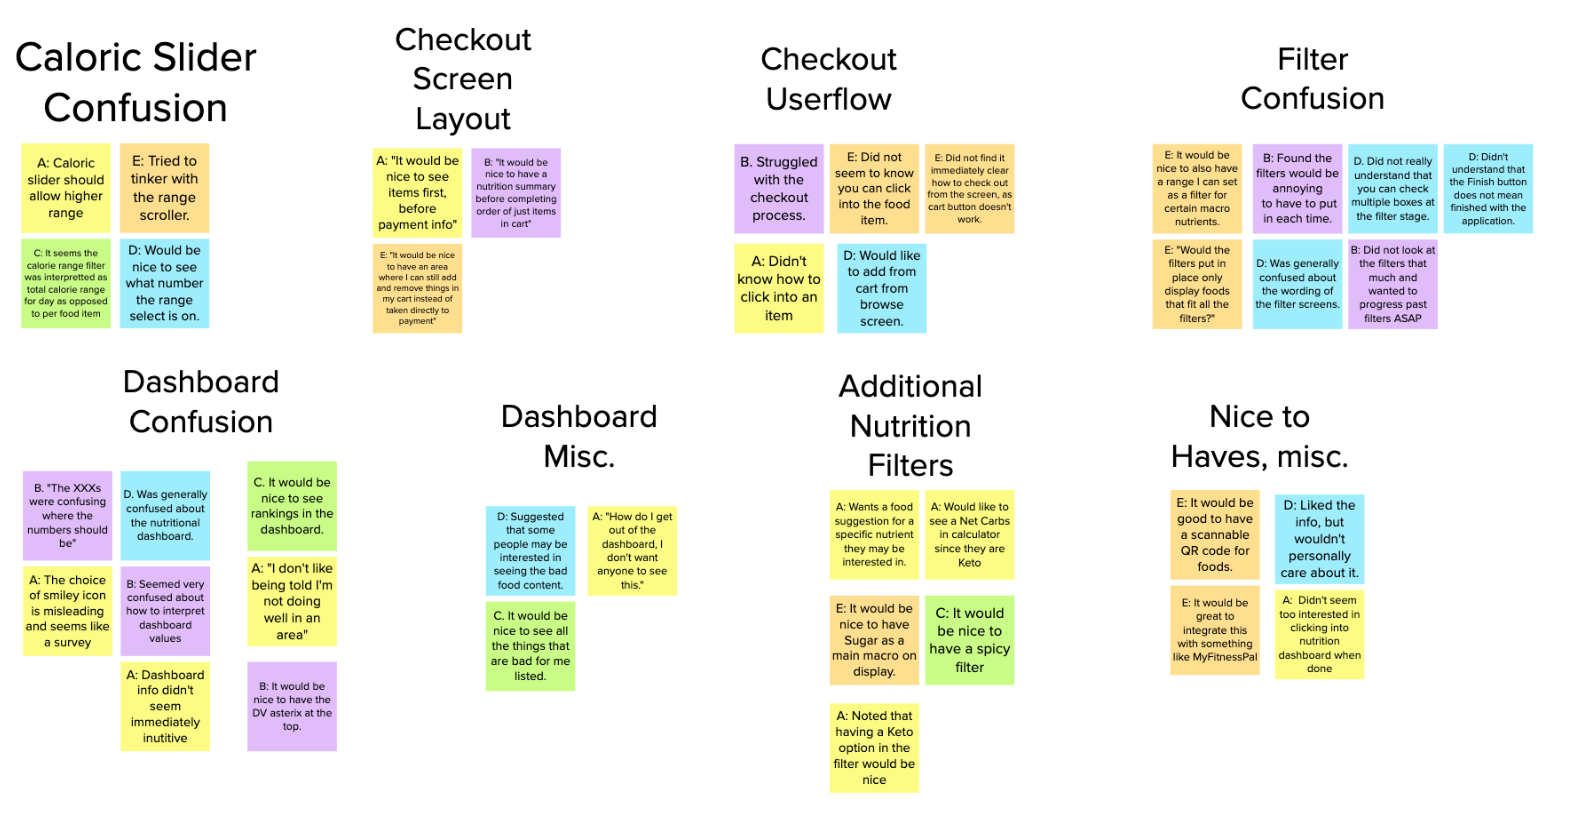 Caloric Slider
Confusion
A: Caloric
slider should
allow higher
range
E: Tried to
tinker with
the range
scroller.
C: It seems the
calorie range filter
was interpretted as
total calorie range
for day as opposed
to per food item
D: Would be
nice to see
what number
the range
select is on.
Checkout
Screen
Layout
A: "It would be
nice to see
items first,
before
payment info"
B: "It would be
nice to have a
nutrition summary
before completing
order of just items
in cart"
E: "It would be nice
to have an area
where I can still add
and remove things in
my cart instead of
taken directly to
payment"
Checkout
Userflow
B. Struggled
with the
checkout
process.
E: Did not
seem to know
you can click
into the food
item.
E: Did not find it
immediately clear
how to check out
from the screen, as
cart button doesn't
work.
A: Didn't
know how to
click into an
item
D: Would like
to add from
cart from
browse
screen.
Filter
Confusion
E: It would be
nice to also have
a range I can set
as a filter for
certain macro
nutrients.
B: Found the
filters would be
annoying
to have to put
in each time.
D. Did not really
understand that
you can check
multiple boxes at
the filter stage.
D: Didn't
understand that
the Finish button
does not mean
finished with the
application.
E: "Would the
filters put in
place only
display foods
that fit all the
filters?"
D: Was generally
confused about
the wording of
the filter screens.
B: Did not look at
the filters that
much and
wanted to
progress past
filters ASAP
Dashboard
Confusion
B. "The XXXs
were confusing
where the
numbers should
be"
D. Was generally
confused about
the nutritional
dashboard.
C. It would be
nice to see
rankings in the
dashboard.
A: The choice
of smiley icon
is misleading
and seems like
a survey
B: Seemed very
confused about
how to interpret
dashboard
values
A: "I don't like
being told I'm
not doing
well in an
area"
A: Dashboard
info didn't
seem
immediately
inutitive
B: It would be
nice to have the
DV asterix at the
top.
Dashboard
Misc.
D: Suggested
that some
people may be
interested in
seeing the bad
food content.
A: "How do I get
out of the
dashboard, I
don't want
anyone to see
this."
C. It would be
nice to see all
the things that
are bad for me
listed.
Additional
Nutrition
Filters
A: Wants a food
suggestion for a
specific nutrient
they may be
interested in.
A: Would like to
see a Net Carbs
in calculator
since they are
Keto
E: It would be
nice to have
Sugar as a
main macro on
display.
C: It would
be nice to
have a spicy
filter
A: Noted that
having a Keto
option in the
filter would be
nice
Nice to
Haves, misc.
E: It would be
good to have
a scannable
QR code for
foods.
D: Liked the
info, but
wouldn't
personally
care about it.
E: It would be
great to
integrate this
with something
like MyFitnessPal
A:  Didn't seem
too interested in
clicking into
nutrition
dashboard when
done